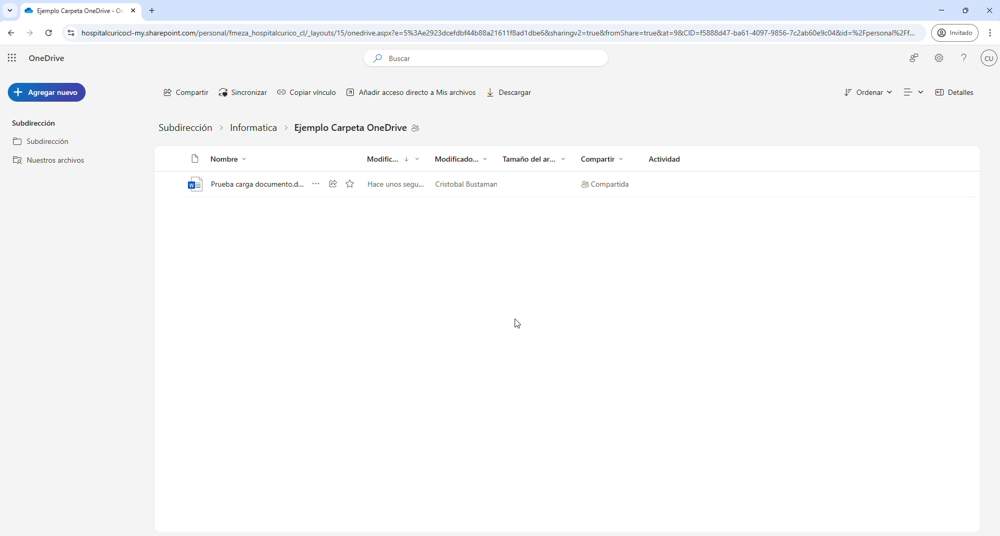 Ejemplo Carpeta OneDrive - On
hospitalcuricocl-my.sharepoint.com/personal/fmeza_hospitalcurico_cl/_layouts/15/onedrive.aspx?e=5%3Ae2923dcefdbf44b88a21611f8ad1dbe6&sharingv2=true&fromShare=true&at=9&CID=f5888d47-ba61-4097-9856-7c2ab60e9c04&id=%2Fpersonal%2Ff...
Invitado
OneDrive
Buscar
CU
Agregar nuevo
Compartir Sincronizar Copiar vínculo Añadir acceso directo a Mis archivos Descargar
Ordenar Detalles
Subdirección
Subdirección
Nuestros archivos
Subdirección > Informatica > Ejemplo Carpeta OneDrive
Nombre Modific... Modificado... Tamaño del ar... Compartir Actividad
W Prueba carga documento.d... Hace unos segu... Cristobal Bustaman Compartida